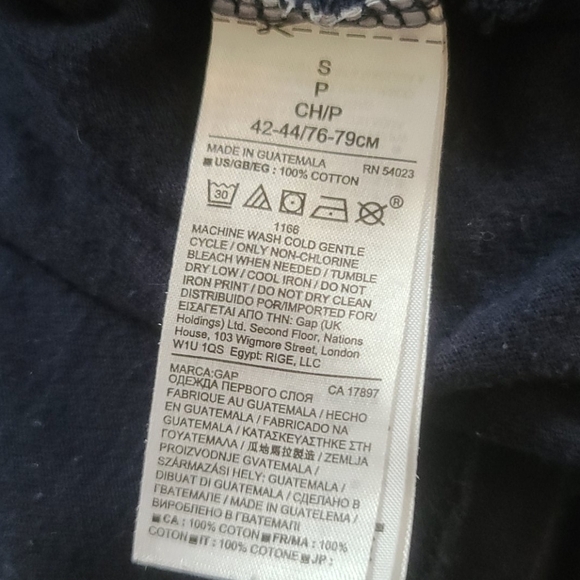 S
P
CH/P
42-44/76-79CM
MADE IN GUATEMALA RN 54023
■ US/GB/EG : 100% COTTON
30 ®
1166
MACHINE WASH COLD GENTLE
CYCLE / ONLY NON-CHLORINE
BLEACH WHEN NEEDED / TUMBLE
DRY LOW / COOL IRON / DO NOT
IRON PRINT / DO NOT DRY CLEAN
DISTRIBUIDO POR/IMPORTED FOR/
ΕΙΣΑΓΕΤΑΙ ΑΠΟ ΤΗΝ: Gap (UK
Holdings) Ltd. Second Floor, Nations
House, 103 Wigmore Street, London
W1U 1QS Egypt: RIGE, LLC
MARCA:GAP CA 17897
ОДЕЖДА ПЕРВОГО СЛОЯ
FABRIQUE AU GUATEMALA / HECHO
EN GUATEMALA / FABRICADO NA
GUATEMALA / ΚΑΤΑΣΚΕΥΑΣΤΗΚΕ ΣΤΗ
ΓΟΥΑΤΕΜΑΛΑ / 瓜地馬拉製造 / ZEMLJA
PROIZVODNJE GVATEMALA /
SZÁRMAZÁSI HELY: GUATEMALA /
DIBUAT DI GUATEMALA / СДЕЛАНО В
ГВАТЕМАЛЕ / MADE IN GUATELEMA /
ВИРОБЛЕНО В ГВАТЕМАЛІ
■ CA : 100% COTTON ■ FR/MA : 100%
COTON ■ IT : 100% COTONE ■ JP :